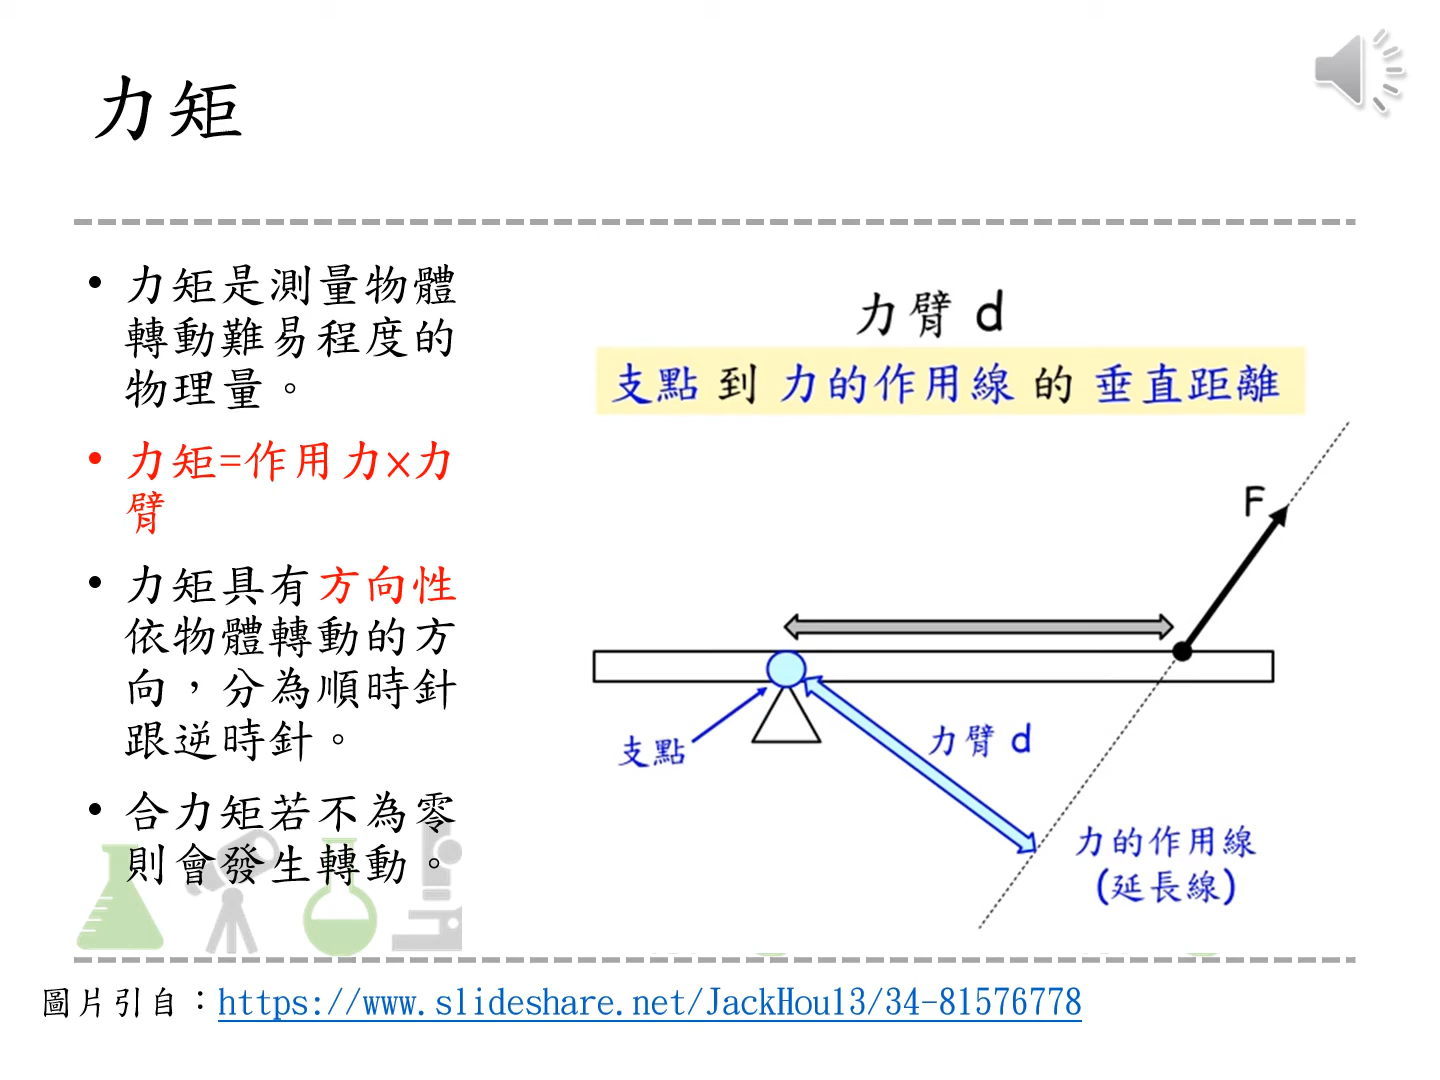 力矩
• 力矩是測量物體
轉動難易程度的
物理量。
• 力矩=作用力×力
臂
• 力矩具有方向性
依物體轉動的方
向，分為順時針
跟逆時針。
• 合力矩若不為零
則會發生轉動。
力臂 d
支點 到 力的作用線 的 垂直距離
F
支點
力臂 d
力的作用線
(延長線)
圖片引自：https://www.slideshare.net/JackHou13/34-81576778